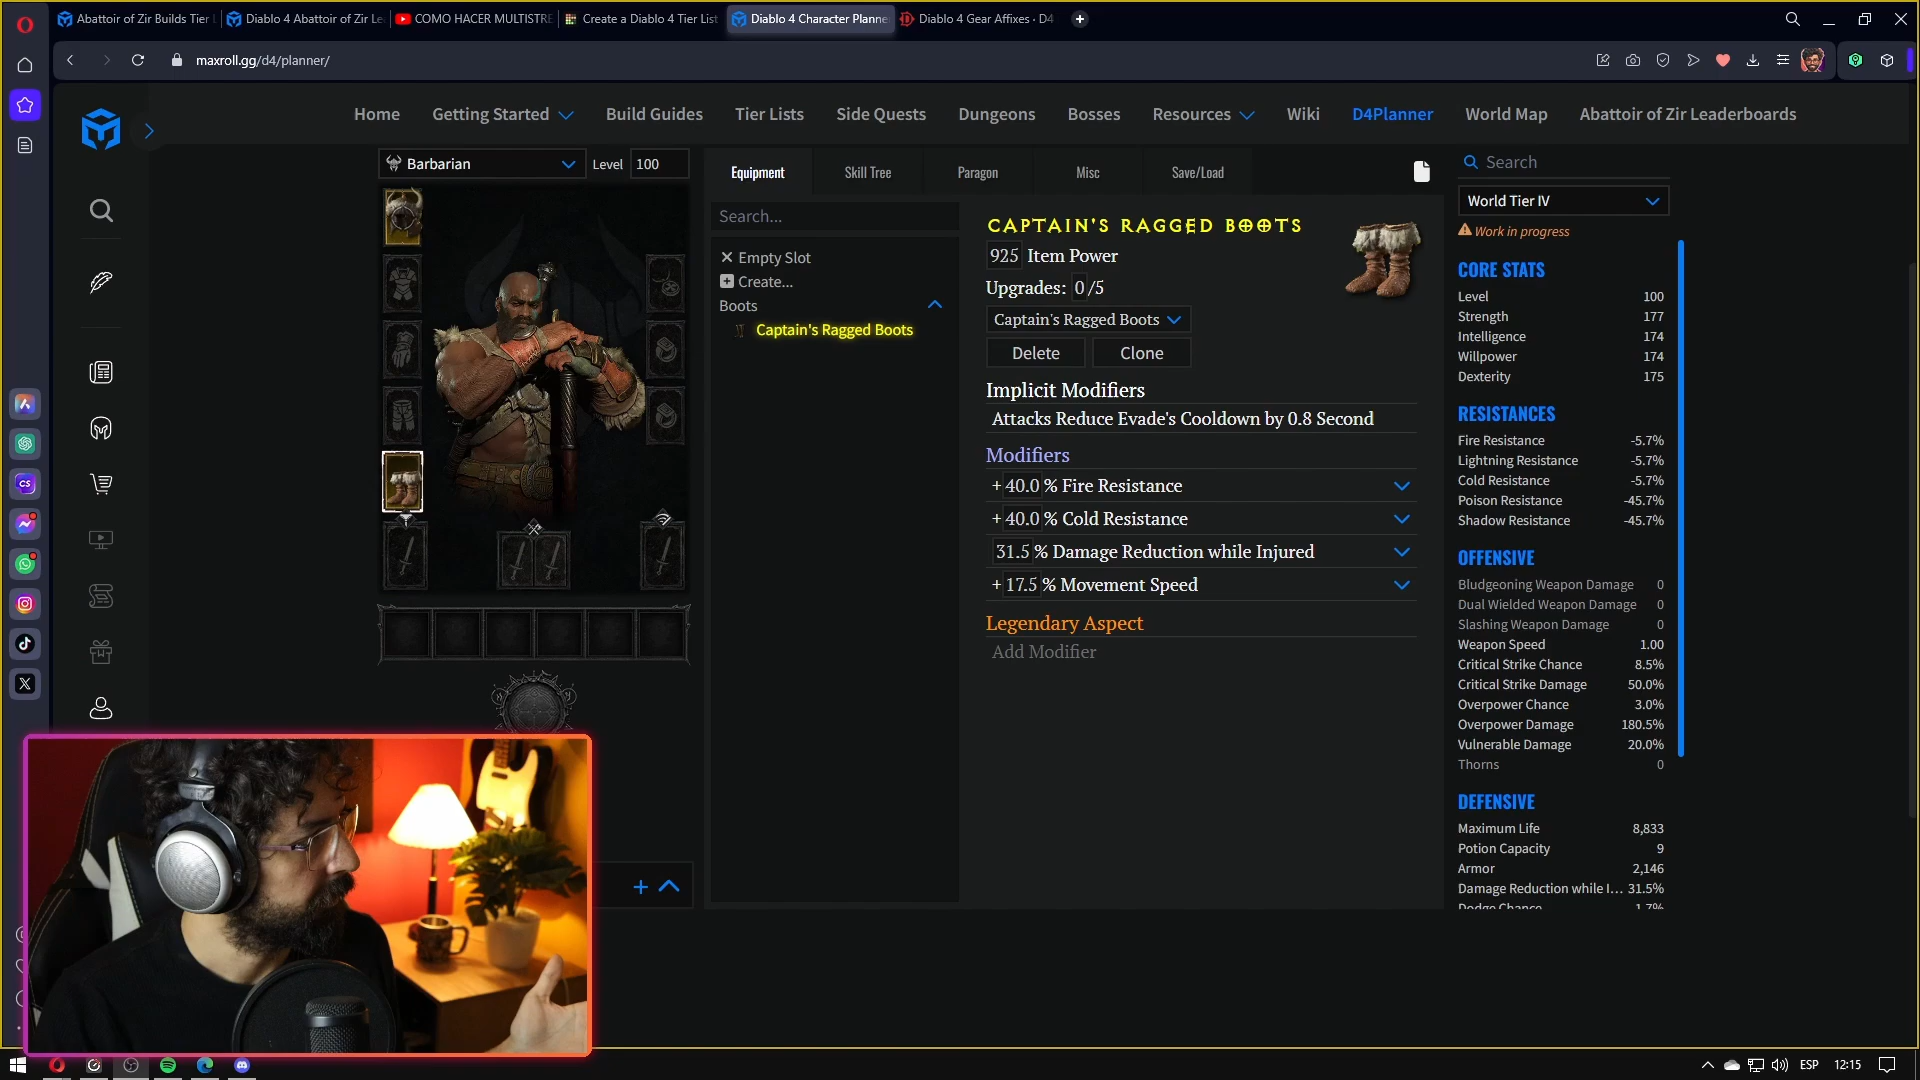 Abattoir of Zir Builds Tier
Diablo 4 Abattoir of Zir Le
COMO HACER MULTISTRE
Create a Diablo 4 Tier List
Diablo 4 Character Planne
Diablo 4 Gear Affixes · D4
maxroll.gg/d4/planner/
Home
Getting Started
Build Guides
Tier Lists
Side Quests
Dungeons
Bosses
Resources
Wiki
D4Planner
World Map
Abattoir of Zir Leaderboards
Barbarian
Level
100
Equipment
Skill Tree
Paragon
Misc
Save/Load
Search...
Empty Slot
Create...
Boots
Captain's Ragged Boots
CAPTAIN'S RAGGED BOOTS
925 Item Power
Upgrades: 0/5
Captain's Ragged Boots
Delete
Clone
Implicit Modifiers
Attacks Reduce Evade's Cooldown by 0.8 Second
Modifiers
+40.0% Fire Resistance
+40.0% Cold Resistance
31.5% Damage Reduction while Injured
+17.5% Movement Speed
Legendary Aspect
Add Modifier
Search
World Tier IV
Work in progress
CORE STATS
Level 100
Strength 177
Intelligence 174
Willpower 174
Dexterity 175
RESISTANCES
Fire Resistance -5.7%
Lightning Resistance -5.7%
Cold Resistance -5.7%
Poison Resistance -45.7%
Shadow Resistance -45.7%
OFFENSIVE
Bludgeoning Weapon Damage 0
Dual Wielded Weapon Damage 0
Slashing Weapon Damage 0
Weapon Speed 1.00
Critical Strike Chance 8.5%
Critical Strike Damage 50.0%
Overpower Chance 3.0%
Overpower Damage 180.5%
Vulnerable Damage 20.0%
Thorns 0
DEFENSIVE
Maximum Life 8,833
Potion Capacity 9
Armor 2,146
Damage Reduction while I... 31.5%
Dodge Chance 1.7%
CS
ESP
12:15